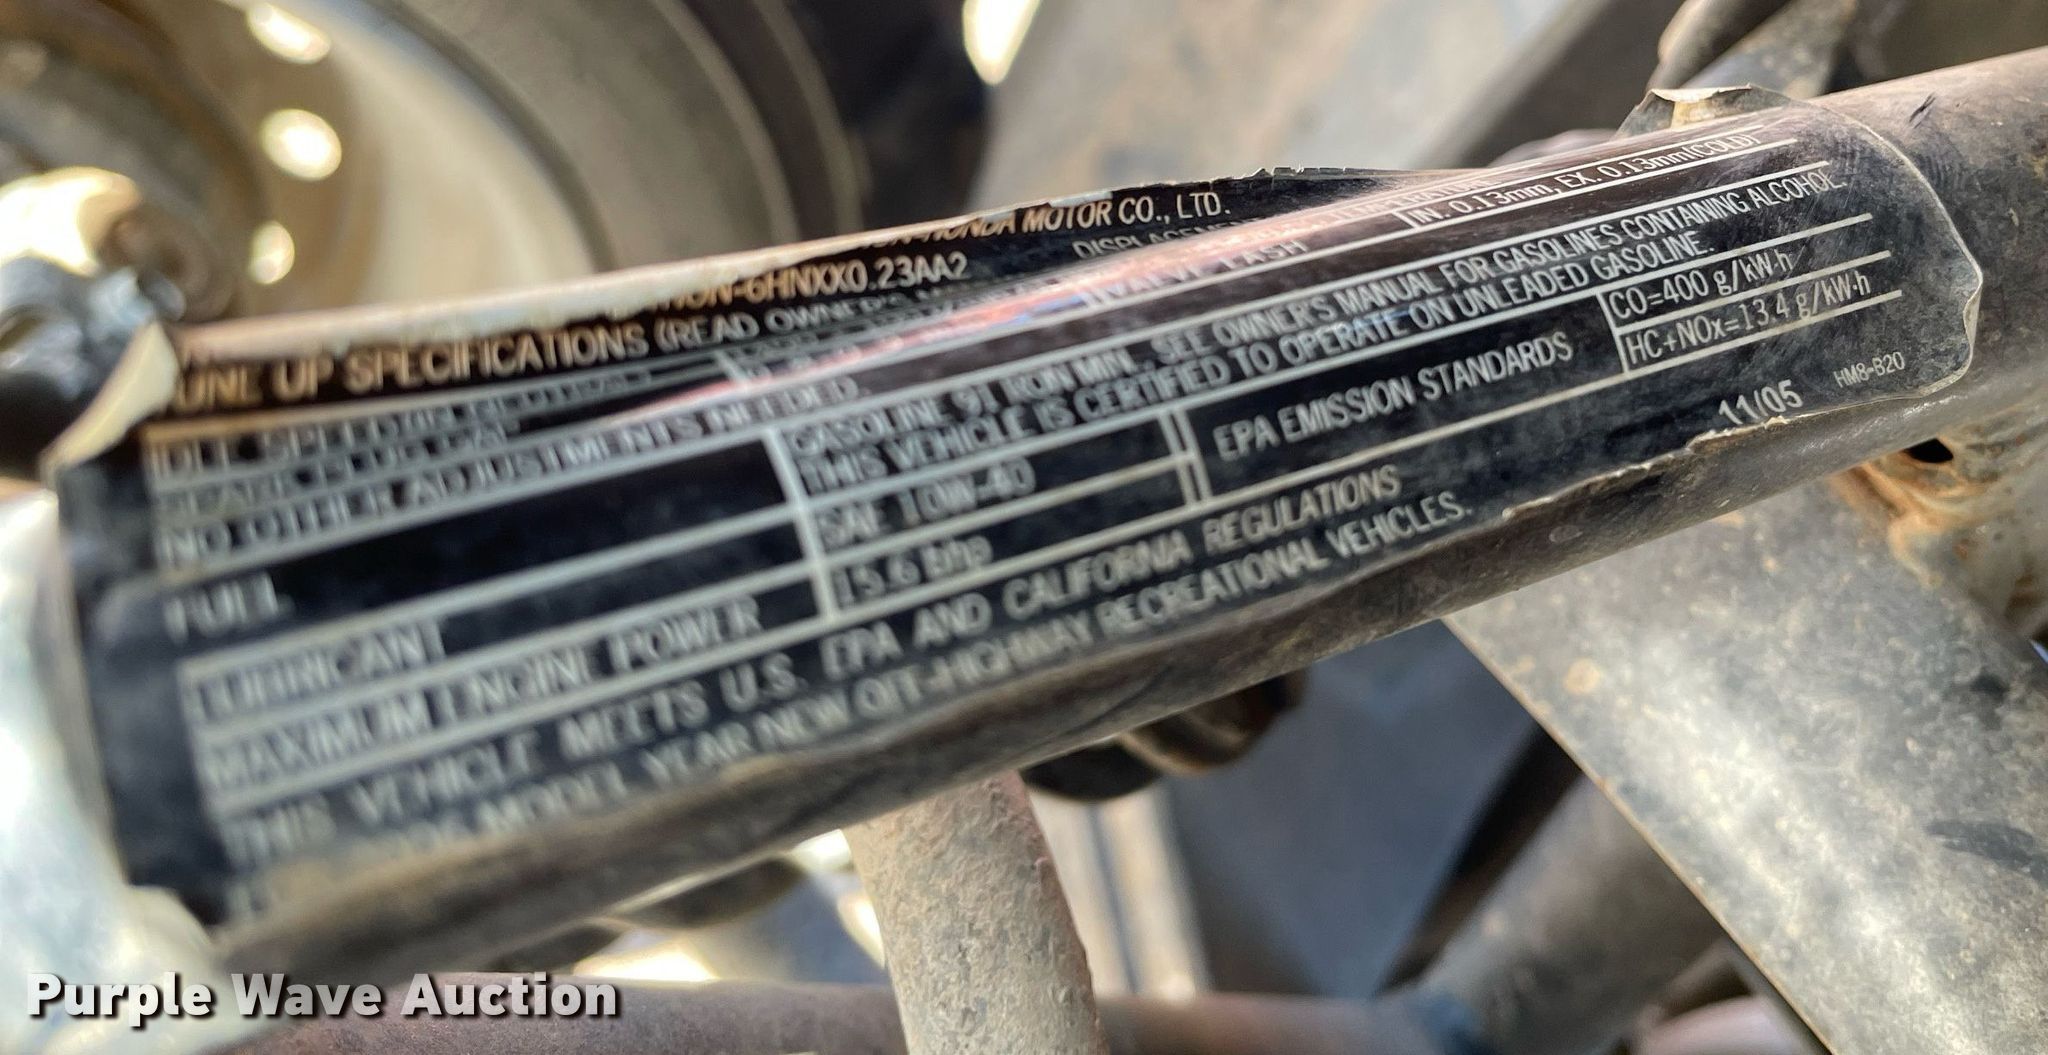 HONDA MOTOR CO., LTD.
-6HNXX0.23AA2
TUNE UP SPECIFICATIONS (READ OWNER'S
VALVE LASH IN. 0.13mm, EX. 0.13mm(COLD)
NO OTHER ADJUSTMENTS NEEDED.
FUEL
GASOLINE 91 RON MIN. SEE OWNER'S MANUAL FOR GASOLINES CONTAINING ALCOHOL.
THIS VEHICLE IS CERTIFIED TO OPERATE ON UNLEADED GASOLINE.
LUBRICANT SAE 10W-40
MAXIMUM ENGINE POWER 15.6 bhp
EPA EMISSION STANDARDS
CO=400 g/kW·h
HC+NOx=13.4 g/kW·h
THIS VEHICLE MEETS U.S. EPA AND CALIFORNIA REGULATIONS
MODEL YEAR NEW OFF-HIGHWAY RECREATIONAL VEHICLES.
11/05
HM8-B20
Purple Wave Auction